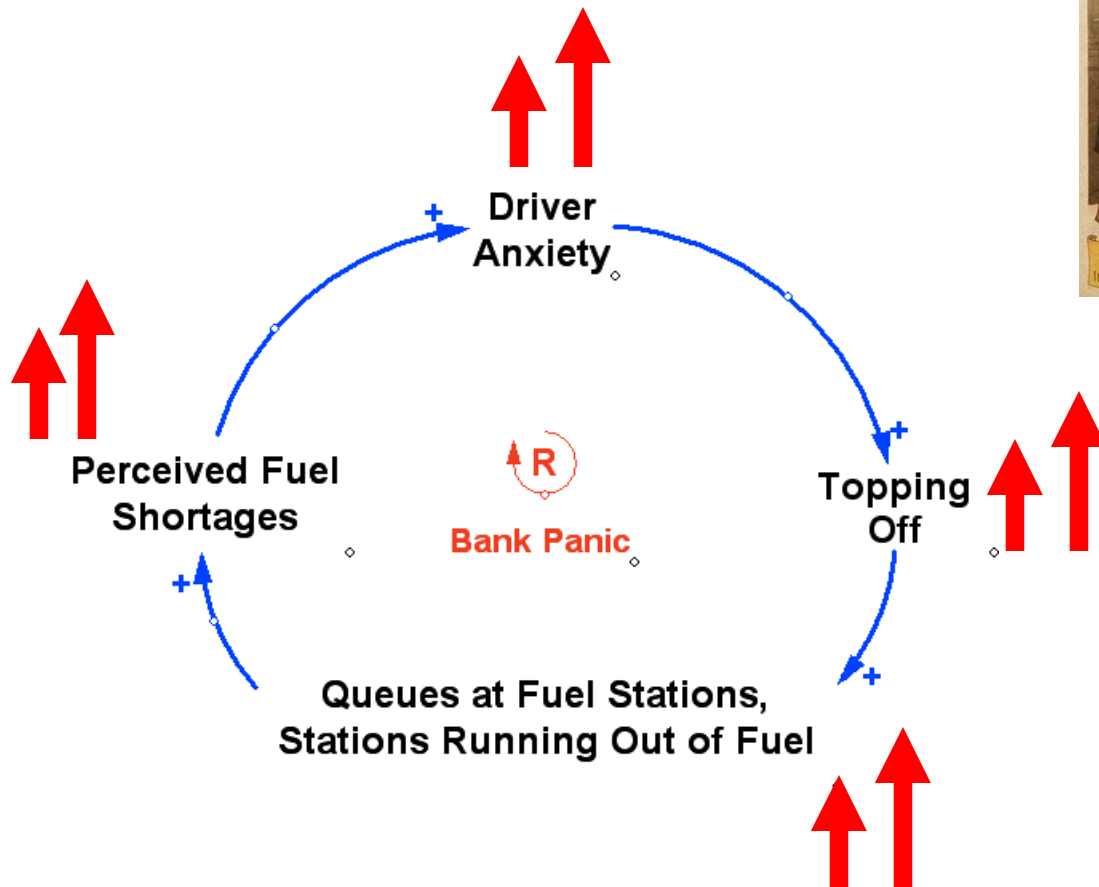 Driver
Anxiety
+
+
Perceived Fuel
Shortages
R
Bank Panic
Topping
Off
+
+
Queues at Fuel Stations,
Stations Running Out of Fuel